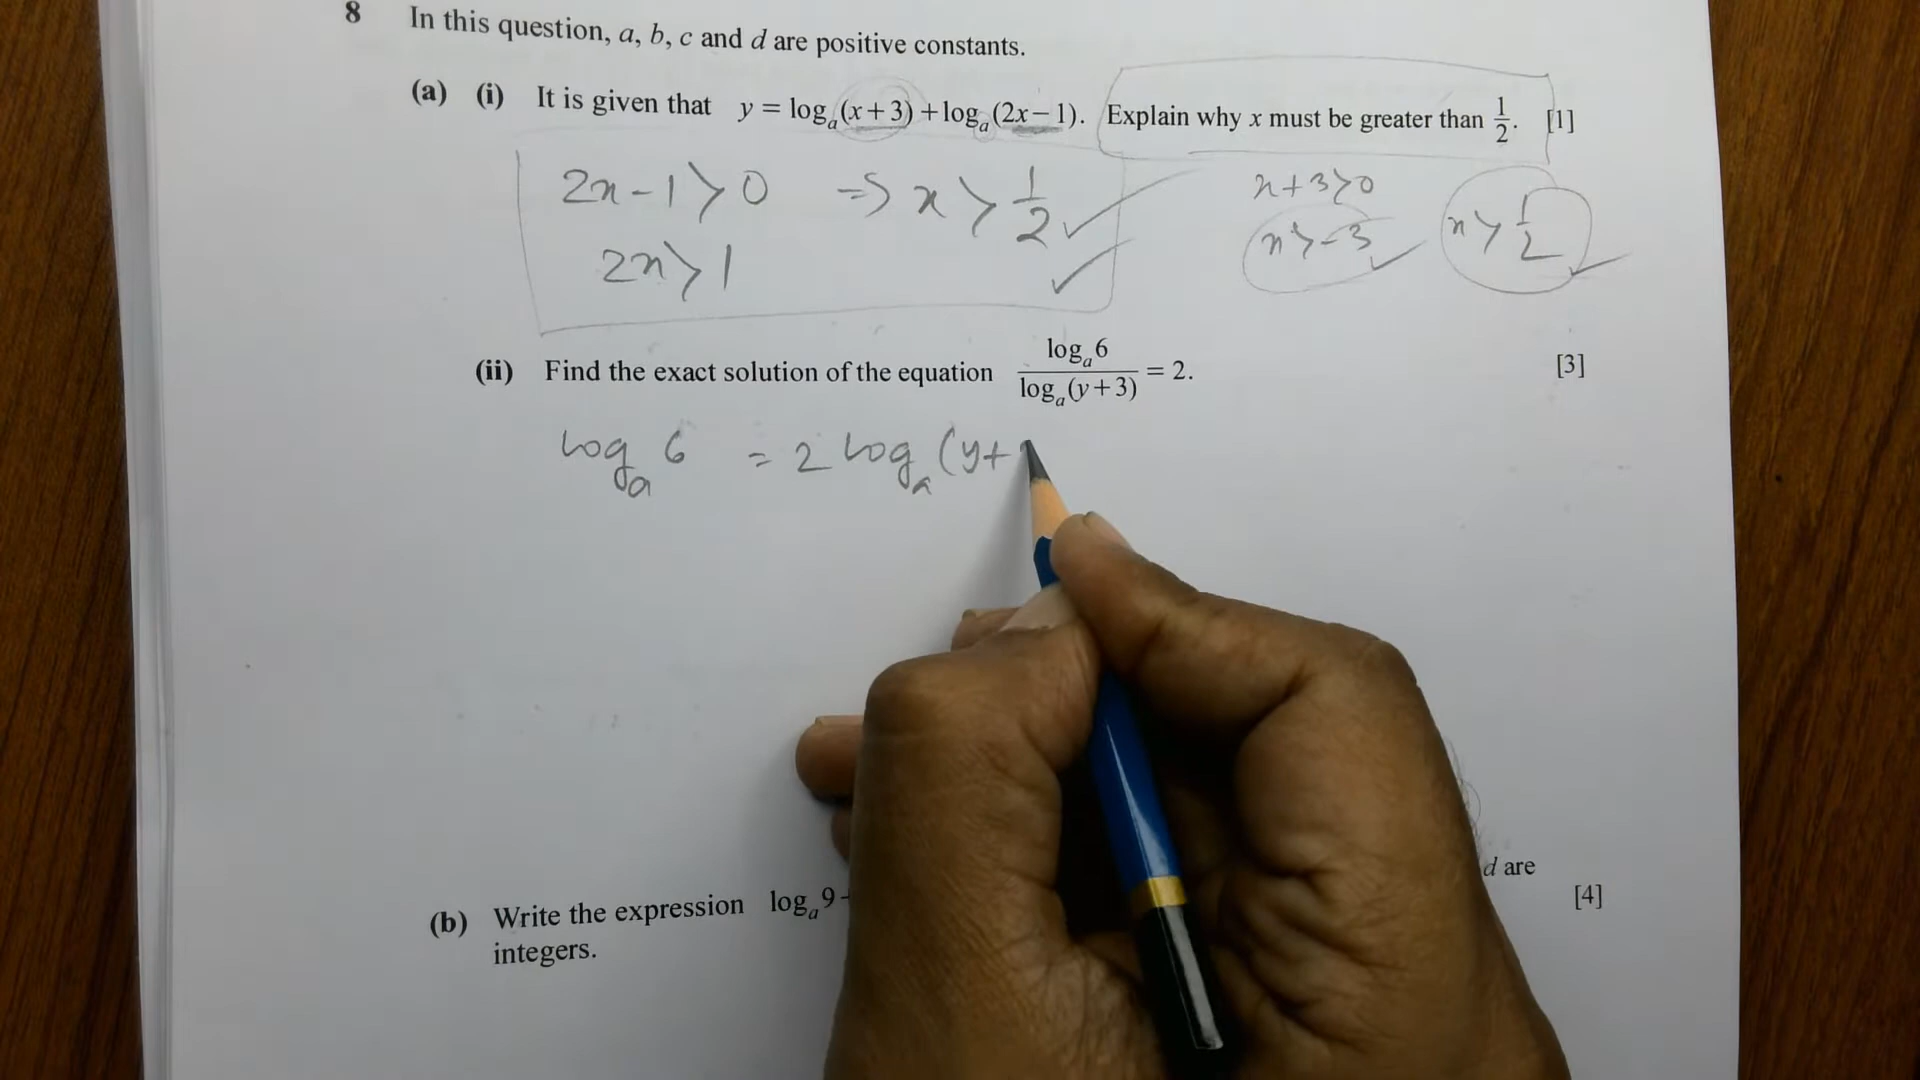 8 In this question, a, b, c and d are positive constants.
(a) (i) It is given that y = logₐ(x+3) + logₐ(2x−1). Explain why x must be greater than 1/2. [1]
2x-1>0 ⇒ x > 1/2
2x>1
x+3>0
x>-3
x > 1/2
(ii) Find the exact solution of the equation logₐ6 / logₐ(y+3) = 2. [3]
logₐ 6 = 2 logₐ (y+
d are
(b) Write the expression logₐ9 [4]
integers.